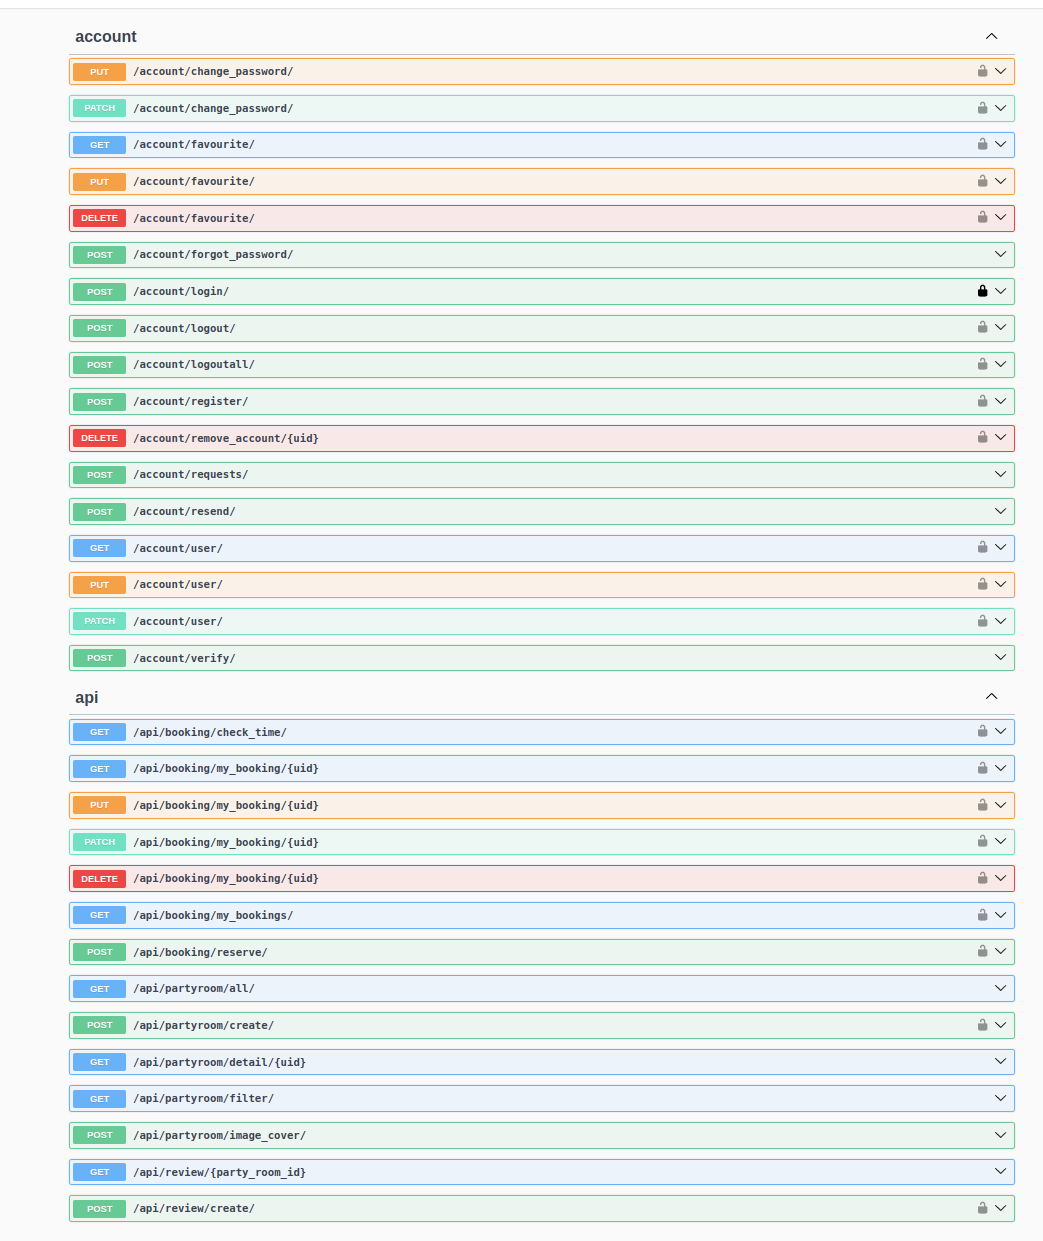 account
PUT /account/change_password/
PATCH /account/change_password/
GET /account/favourite/
PUT /account/favourite/
DELETE /account/favourite/
POST /account/forgot_password/
POST /account/login/
POST /account/logout/
POST /account/logoutall/
POST /account/register/
DELETE /account/remove_account/{uid}
POST /account/requests/
POST /account/resend/
GET /account/user/
PUT /account/user/
PATCH /account/user/
POST /account/verify/
api
GET /api/booking/check_time/
GET /api/booking/my_booking/{uid}
PUT /api/booking/my_booking/{uid}
PATCH /api/booking/my_booking/{uid}
DELETE /api/booking/my_booking/{uid}
GET /api/booking/my_bookings/
POST /api/booking/reserve/
GET /api/partyroom/all/
POST /api/partyroom/create/
GET /api/partyroom/detail/{uid}
GET /api/partyroom/filter/
POST /api/partyroom/image_cover/
GET /api/review/{party_room_id}
POST /api/review/create/